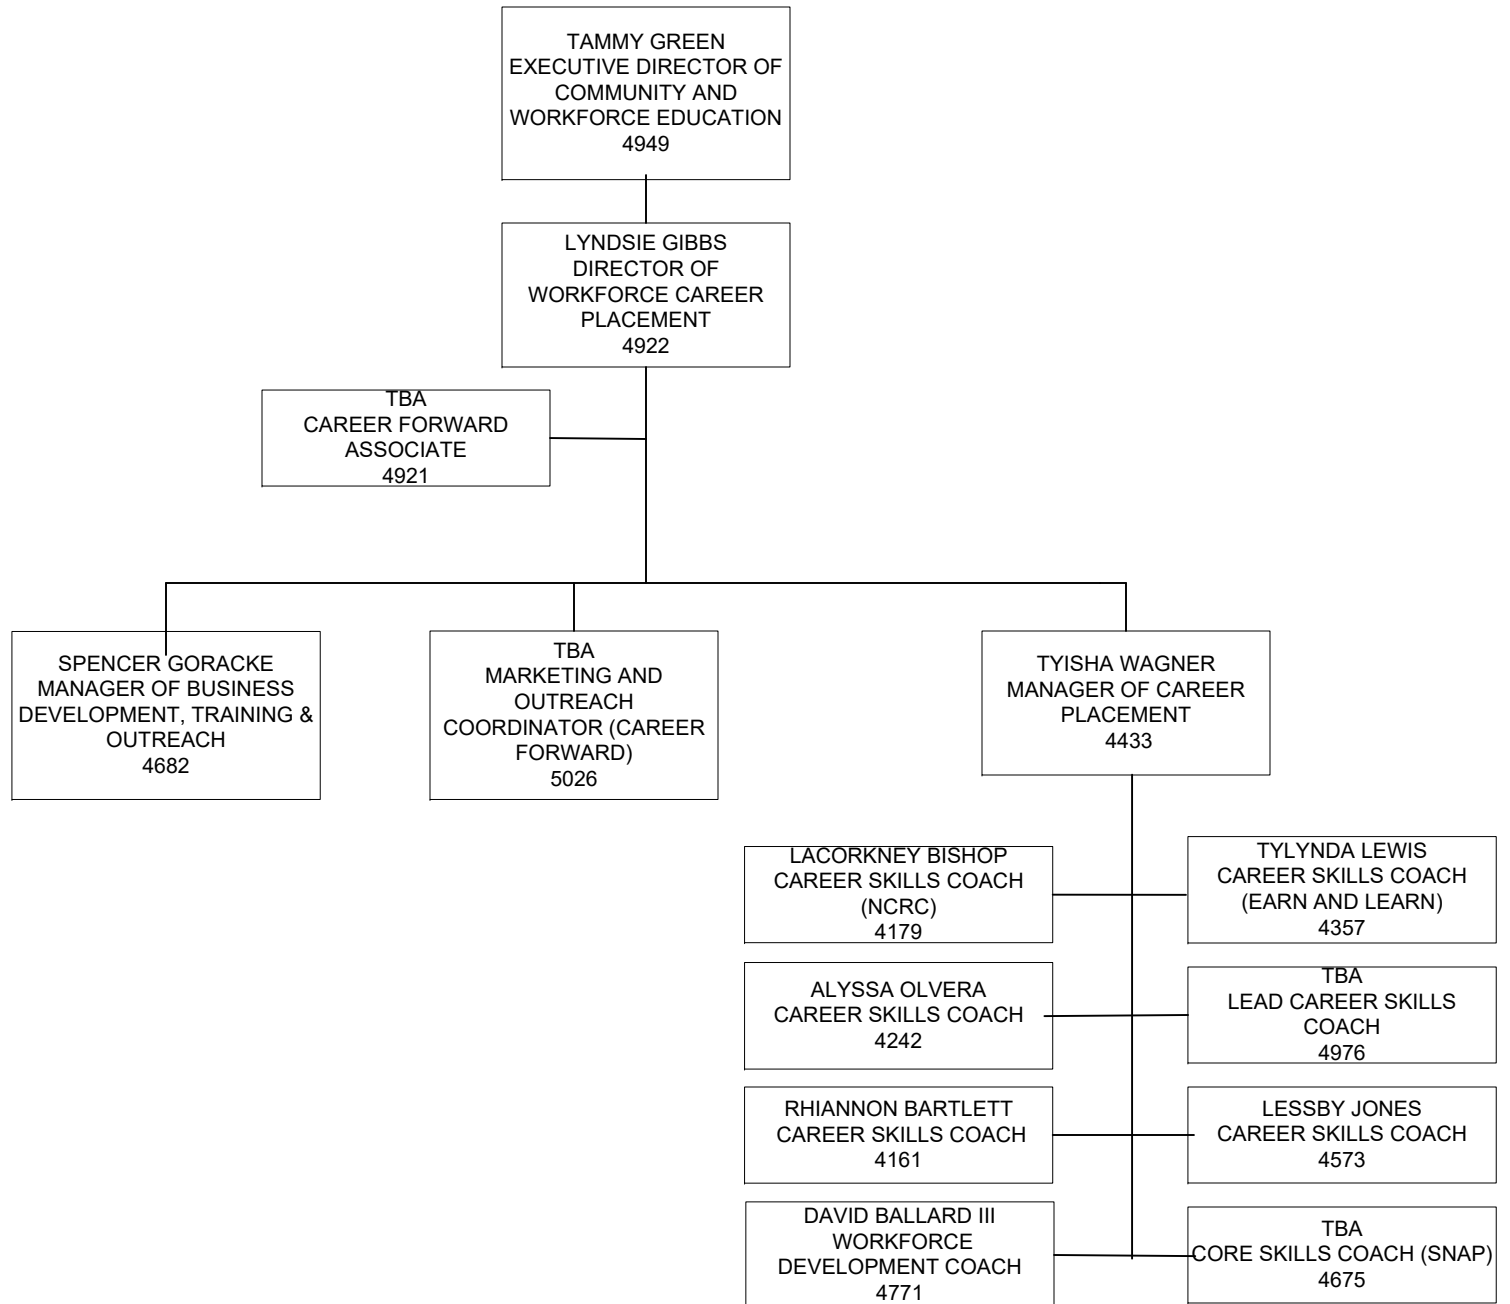 TAMMY GREEN
EXECUTIVE DIRECTOR OF
COMMUNITY AND
WORKFORCE EDUCATION
4949
LYNDSIE GIBBS
DIRECTOR OF
WORKFORCE CAREER
PLACEMENT
4922
TBA
CAREER FORWARD
ASSOCIATE
4921
SPENCER GORACKE
MANAGER OF BUSINESS
DEVELOPMENT, TRAINING &
OUTREACH
4682
TBA
MARKETING AND
OUTREACH
COORDINATOR (CAREER
FORWARD)
5026
TYISHA WAGNER
MANAGER OF CAREER
PLACEMENT
4433
LACORKNEY BISHOP
CAREER SKILLS COACH
(NCRC)
4179
TYLYNDA LEWIS
CAREER SKILLS COACH
(EARN AND LEARN)
4357
ALYSSA OLVERA
CAREER SKILLS COACH
4242
TBA
LEAD CAREER SKILLS
COACH
4976
RHIANNON BARTLETT
CAREER SKILLS COACH
4161
LESSBY JONES
CAREER SKILLS COACH
4573
DAVID BALLARD III
WORKFORCE
DEVELOPMENT COACH
4771
TBA
CORE SKILLS COACH (SNAP)
4675